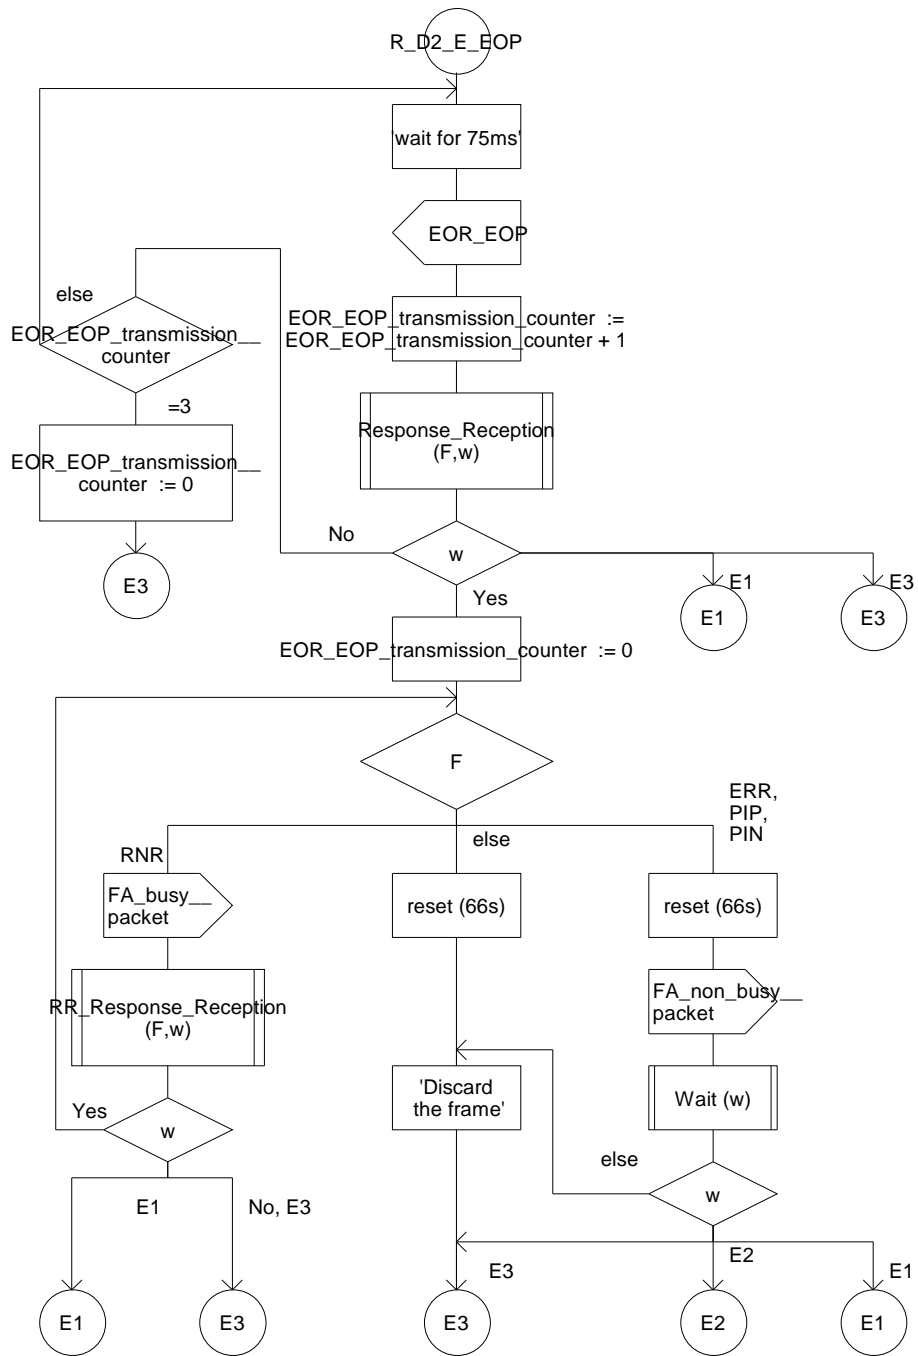 R_D2_E_EOP
'wait for 75ms'
EOR_EOP
else
EOR_EOP_transmission__
counter
EOR_EOP_transmission_counter :=
EOR_EOP_transmission_counter + 1
=3
EOR_EOP_transmission__
counter := 0
Response_Reception
(F,w)
No
w
E3
E1
E3
E1
E3
Yes
EOR_EOP_transmission_counter := 0
F
ERR,
PIP,
PIN
else
RNR
FA_busy__
packet
reset (66s)
reset (66s)
RR_Response_Reception
(F,w)
FA_non_busy__
packet
'Discard
the frame'
Wait (w)
Yes
w
else
w
E1
No, E3
E3
E2
E1
E1
E3
E3
E2
E1